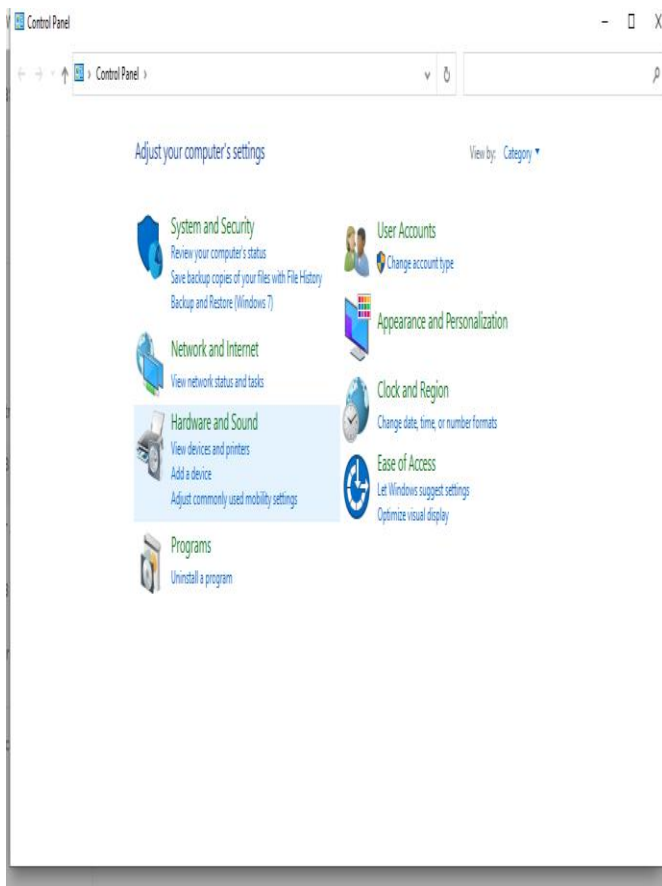 Control Panel
Control Panel
Adjust your computer's settings
View by: Category
System and Security
Review your computer's status
Save backup copies of your files with File History
Backup and Restore (Windows 7)
Network and Internet
View network status and tasks
Hardware and Sound
View devices and printers
Add a device
Adjust commonly used mobility settings
Programs
Uninstall a program
User Accounts
Change account type
Appearance and Personalization
Clock and Region
Change date, time, or number formats
Ease of Access
Let Windows suggest settings
Optimize visual display